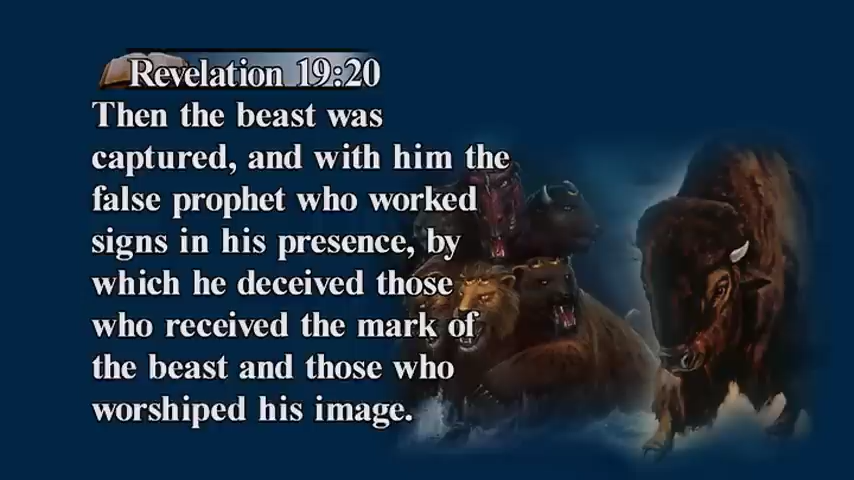 Revelation 19:20
Then the beast was
captured, and with him the
false prophet who worked
signs in his presence, by
which he deceived those
who received the mark of
the beast and those who
worshiped his image.